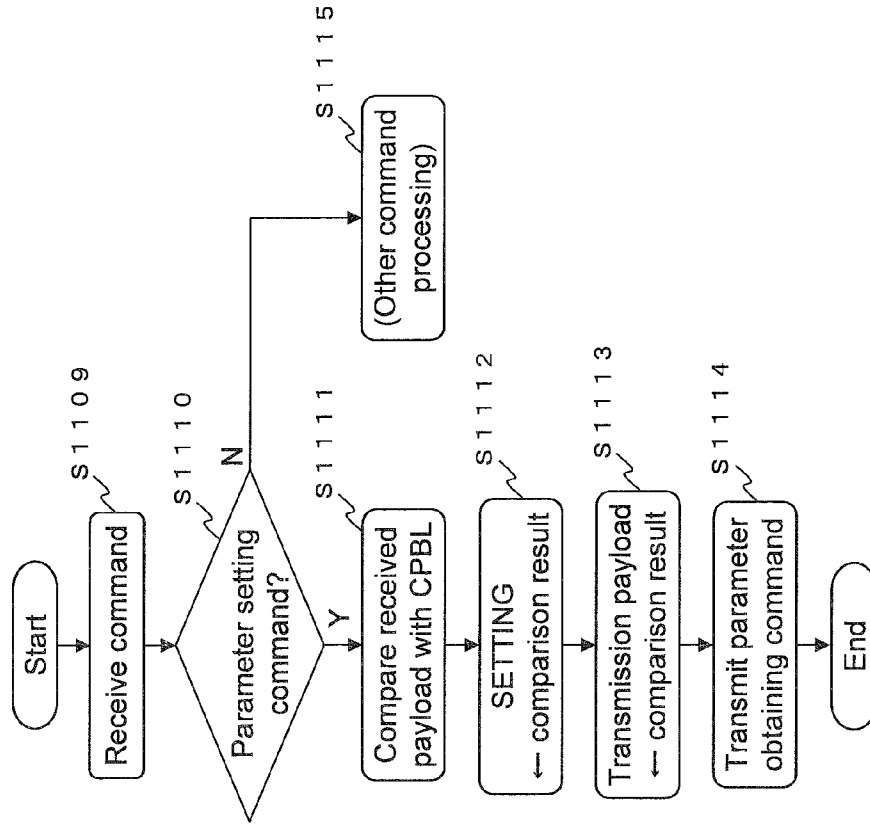 Start
Receive command
S1109
Parameter setting
command?
S1110
N
Y
Compare received
payload with CPBL
S1111
(Other command
processing)
S1115
SETTING
← comparison result
S1112
Transmission payload
← comparison result
S1113
Transmit parameter
obtaining command
S1114
End